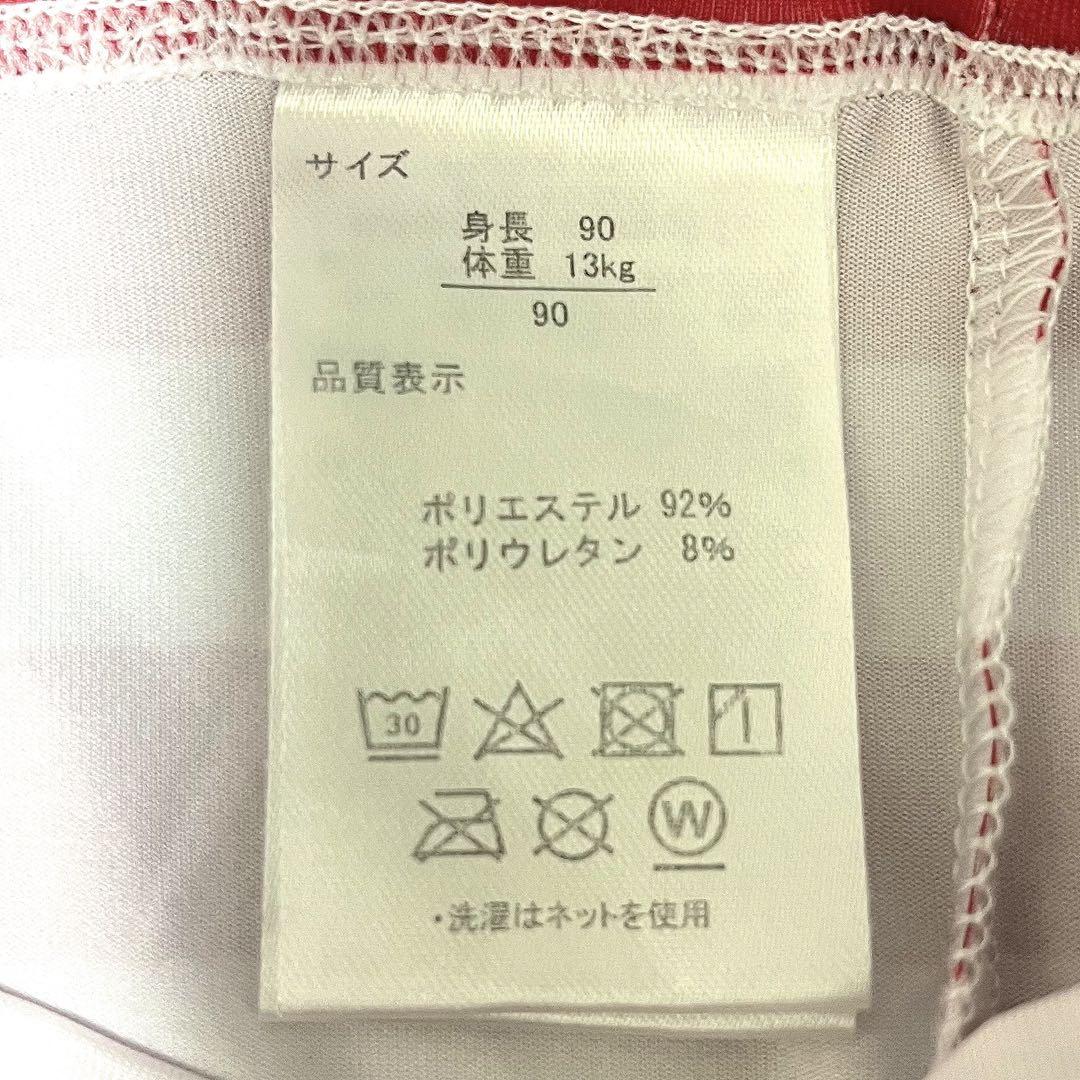 サイズ
身長 90
体重 13kg
90
品質表示
ポリエステル 92%
ポリウレタン 8%
30
W
・洗濯はネットを使用